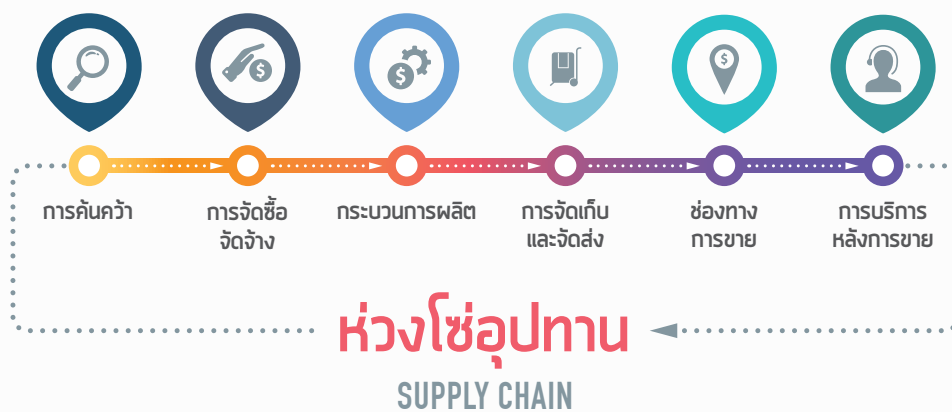 การค้นคว้า
การจัดซื้อ
จัดจ้าง
กระบวนการผลิต
การจัดเก็บ
และจัดส่ง
ช่องทาง
การขาย
การบริการ
หลังการขาย
ห่วงโซ่อุปทาน
SUPPLY CHAIN